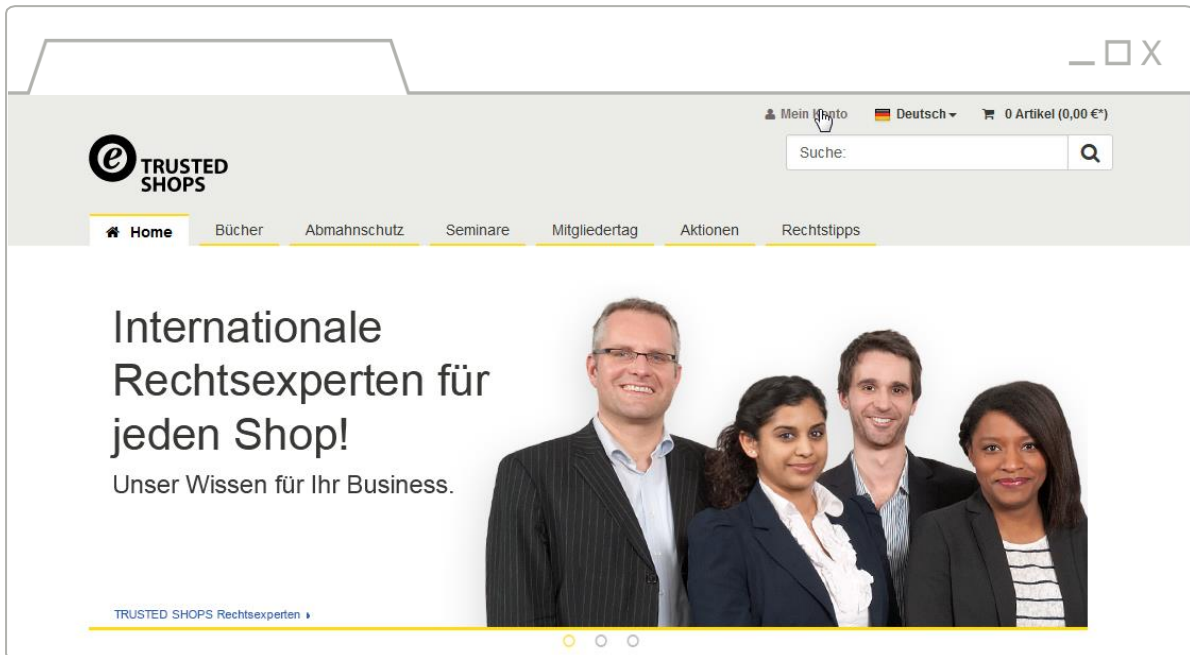 Mein Konto Deutsch 0 Artikel (0,00 €*)
e TRUSTED
SHOPS
Suche:
Home Bücher Abmahnschutz Seminare Mitgliedertag Aktionen Rechtstipps
Internationale
Rechtsexperten für
jeden Shop!
Unser Wissen für Ihr Business.
TRUSTED SHOPS Rechtsexperten